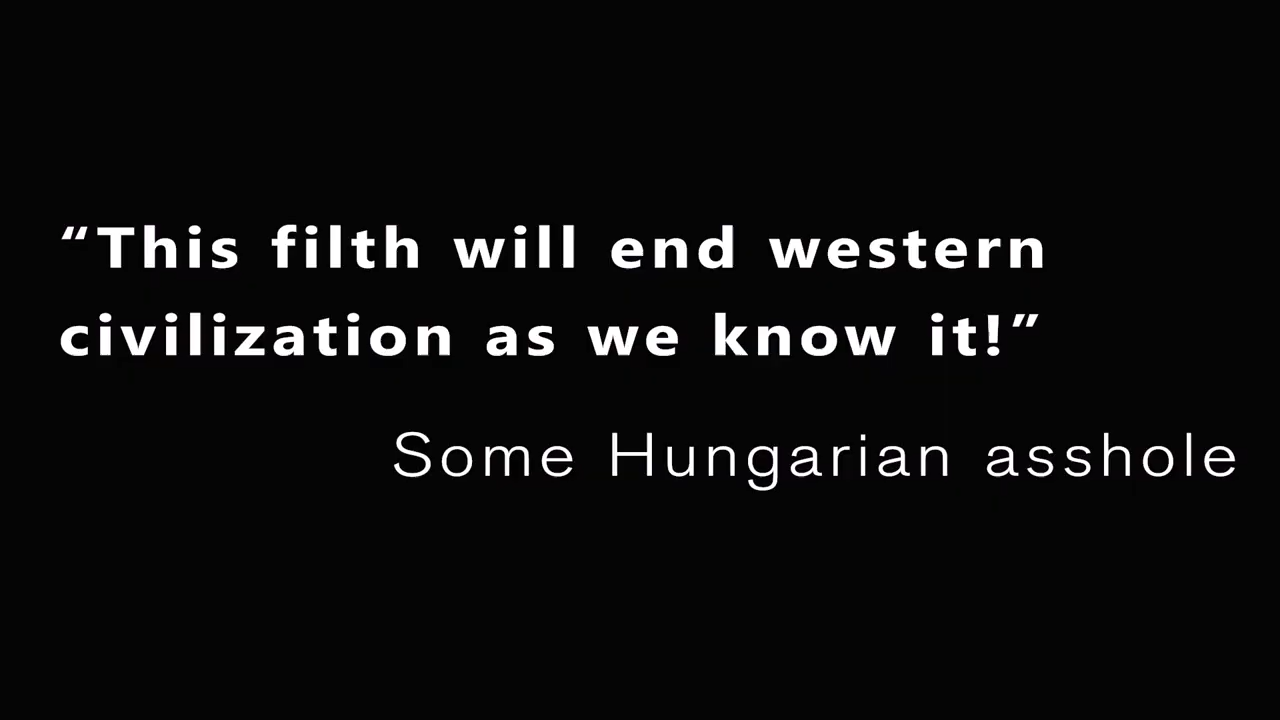 “This filth will end western
civilization as we know it!”
Some Hungarian asshole